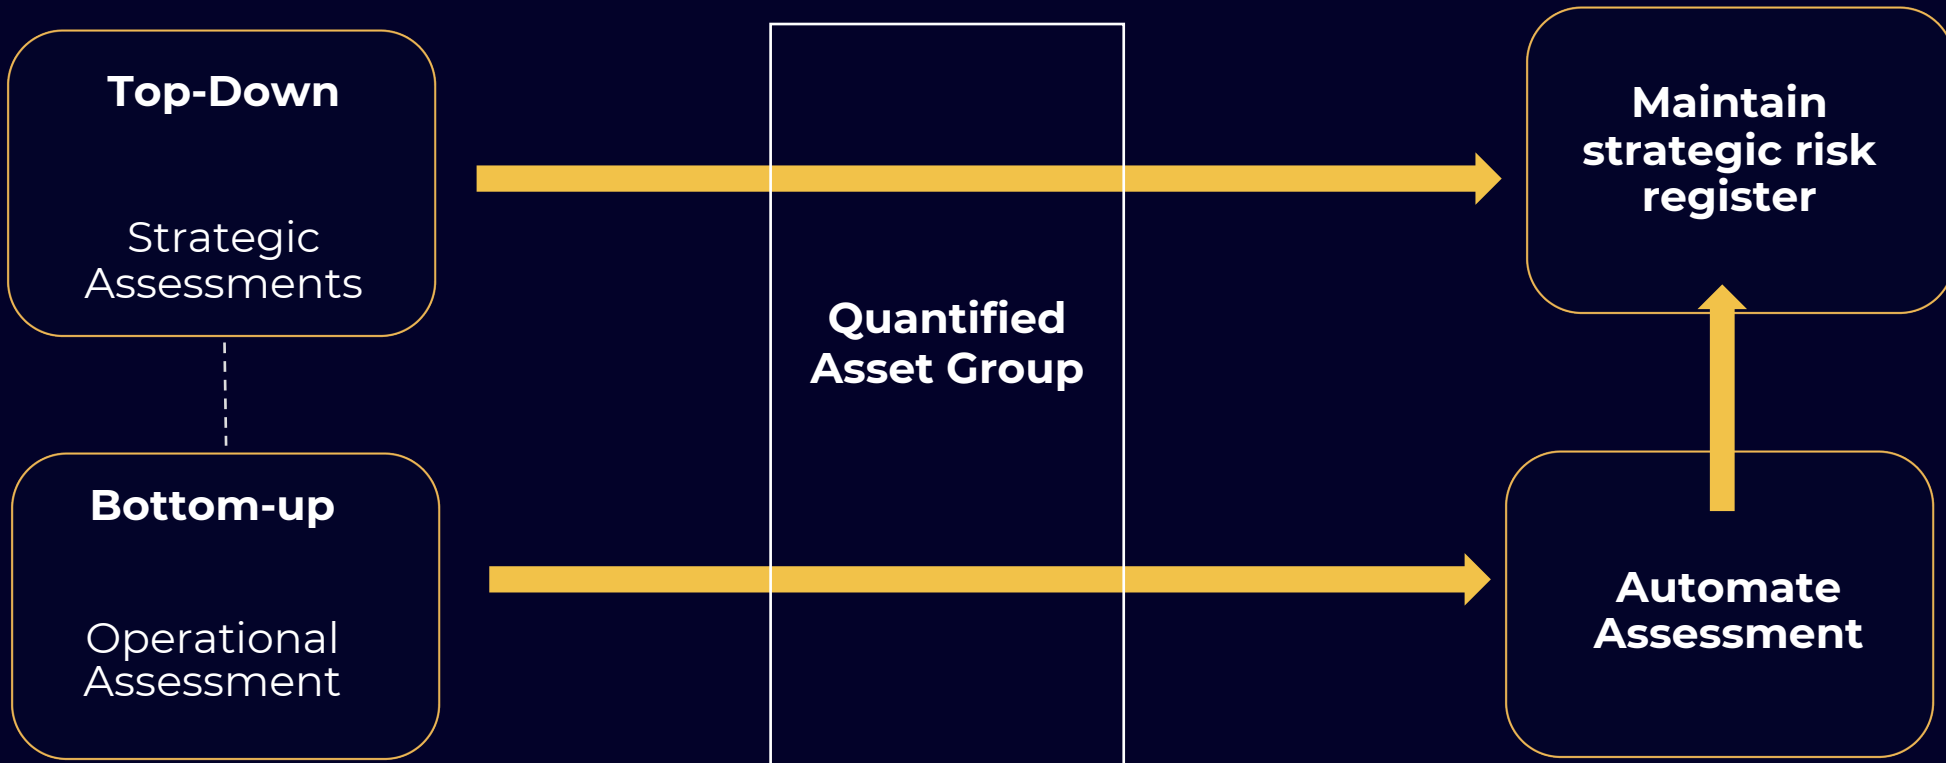 Top-Down
Strategic
Assessments
Bottom-up
Operational
Assessment
Quantified
Asset Group
Maintain
strategic risk
register
Automate
Assessment